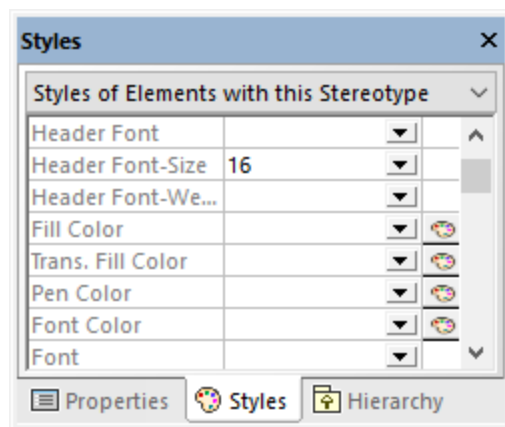 Styles
Styles of Elements with this Stereotype
Header Font
Header Font-Size 16
Header Font-We...
Fill Color
Trans. Fill Color
Pen Color
Font Color
Font
Properties Styles Hierarchy